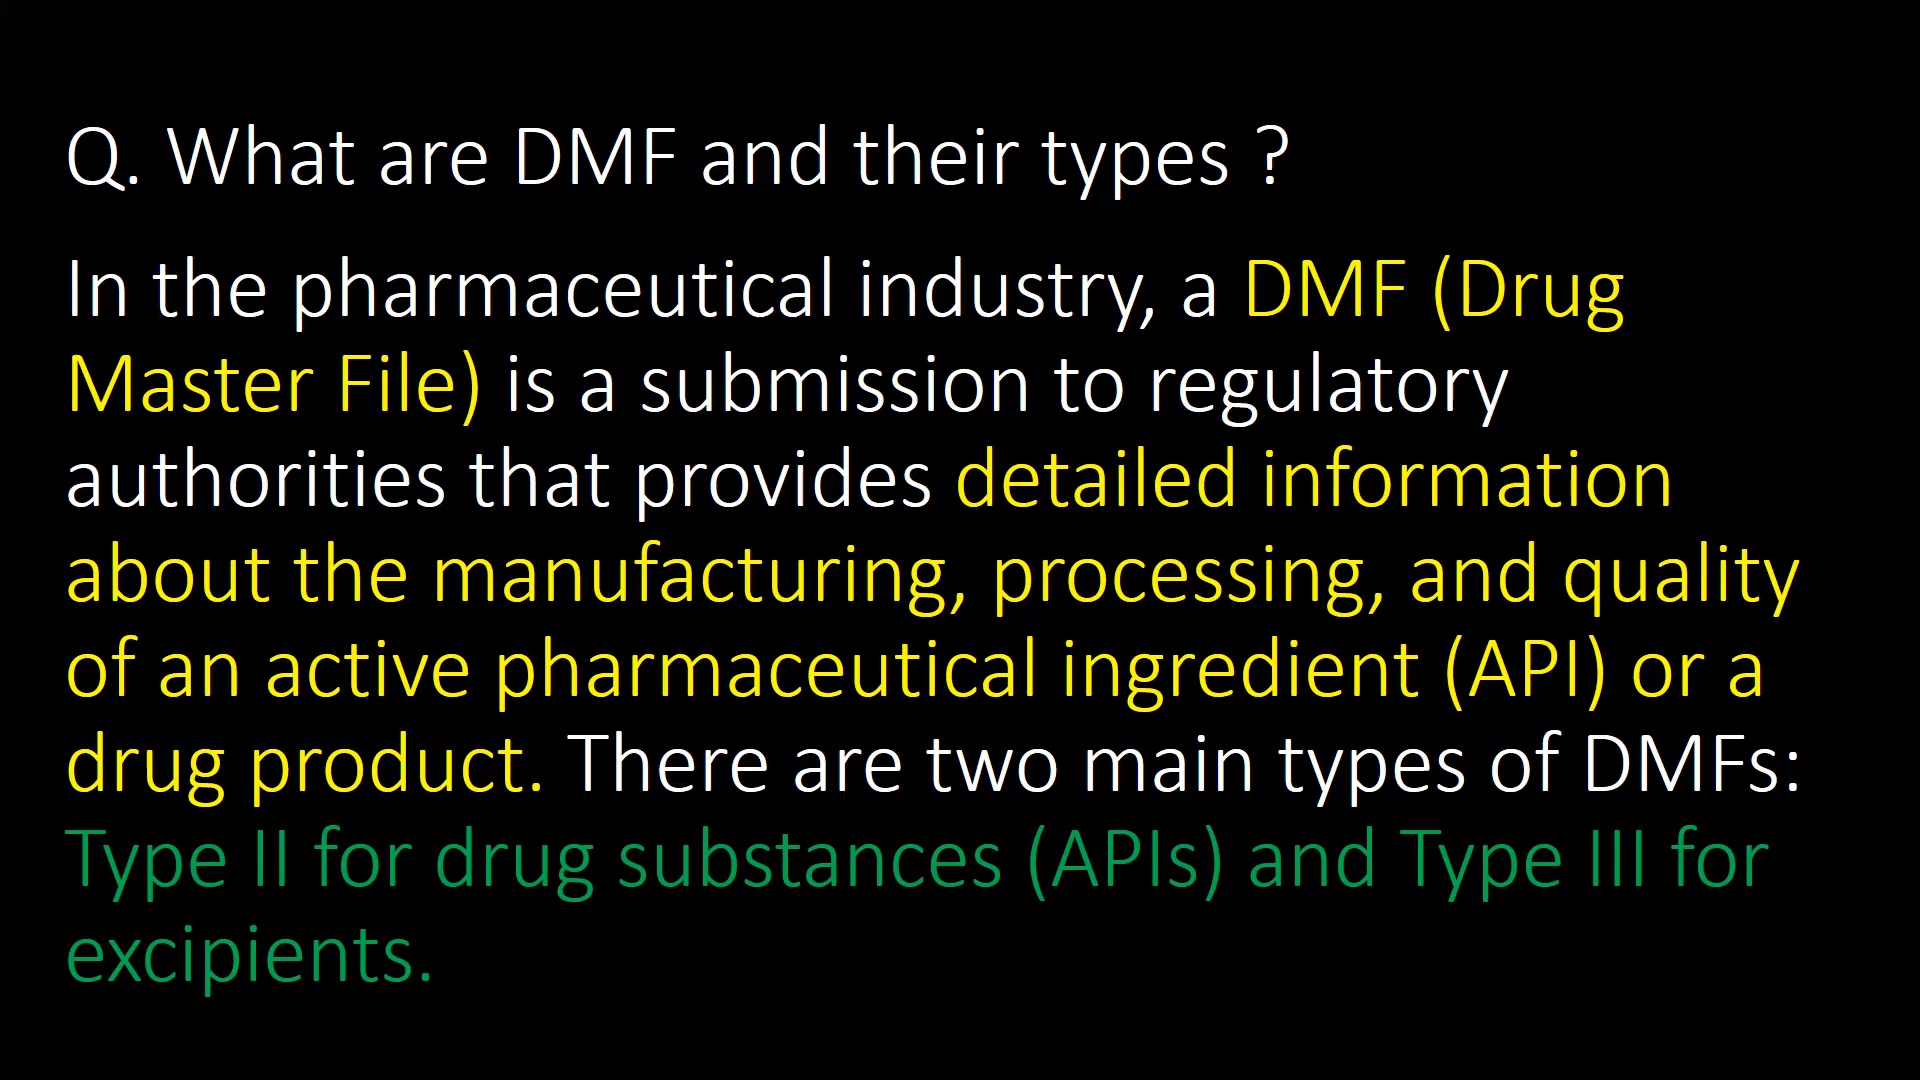 Q. What are DMF and their types ?
In the pharmaceutical industry, a DMF (Drug
Master File) is a submission to regulatory
authorities that provides detailed information
about the manufacturing, processing, and quality
of an active pharmaceutical ingredient (API) or a
drug product. There are two main types of DMFs:
Type II for drug substances (APIs) and Type III for
excipients.